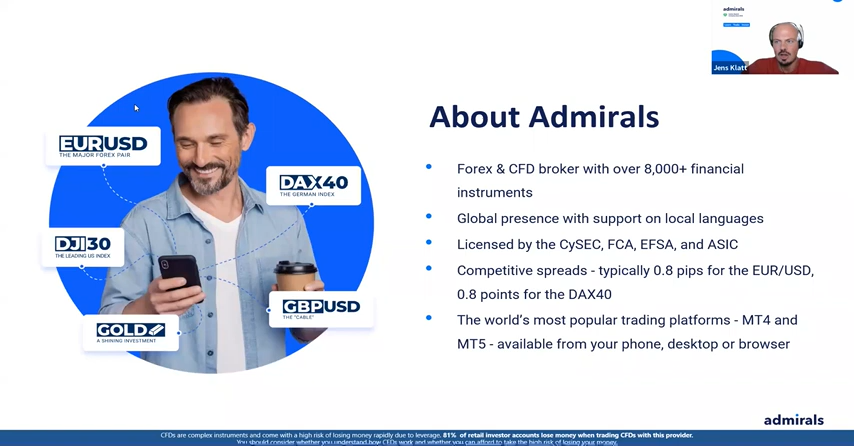 admirals
Jens Klatt
About Admirals
EURUSD
THE MAJOR FOREX PAIR
DAX40
THE GERMAN INDEX
DJI30
THE LEADING US INDEX
GBPUSD
THE "CABLE"
GOLD
A SHINING INVESTMENT
Forex & CFD broker with over 8,000+ financial
instruments
Global presence with support on local languages
Licensed by the CySEC, FCA, EFSA, and ASIC
Competitive spreads - typically 0.8 pips for the EUR/USD,
0.8 points for the DAX40
The world's most popular trading platforms - MT4 and
MT5 - available from your phone, desktop or browser
admirals
CFDs are complex instruments and come with a high risk of losing money rapidly due to leverage. 81% of retail investor accounts lose money when trading CFDs with this provider.
You should consider whether you understand how CFDs work and whether you can afford to take the high risk of losing your money.